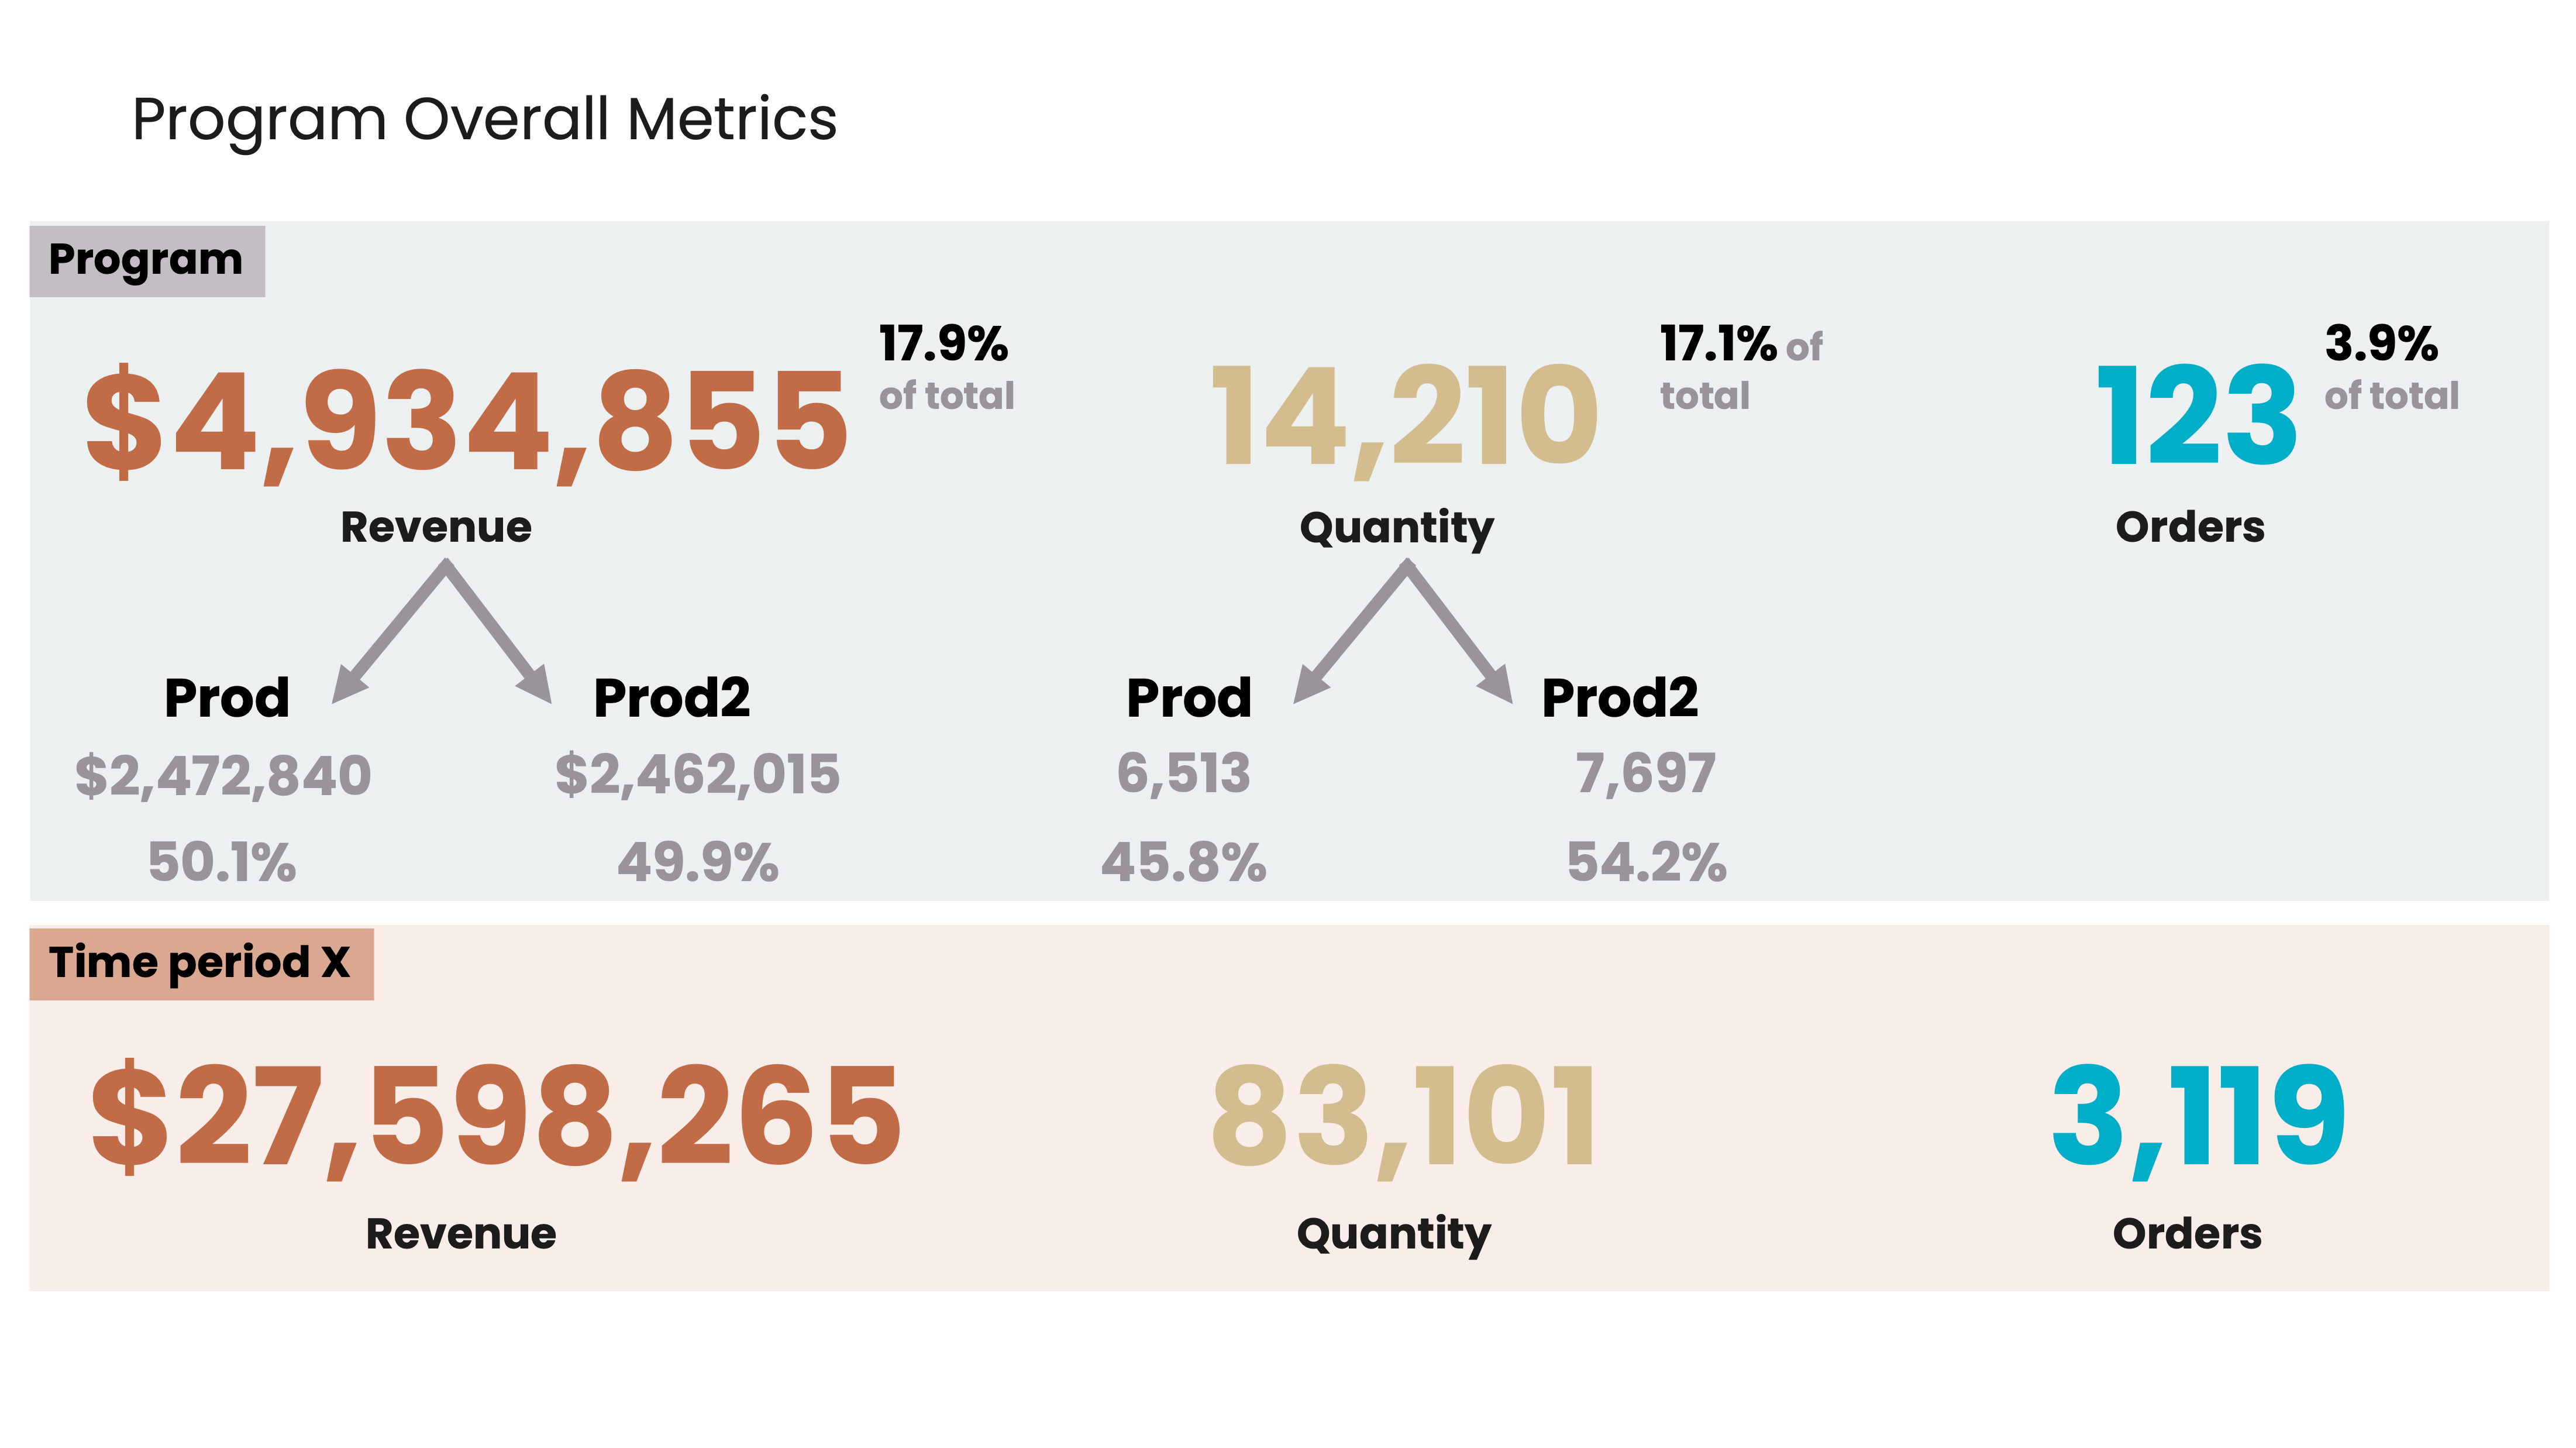 Program Overall Metrics
Program
$4,934,855
17.9%
of total
14,210
17.1% of
total
123
3.9%
of total
Revenue
Quantity
Orders
Prod
Prod2
Prod
Prod2
$2,472,840
$2,462,015
6,513
7,697
50.1%
49.9%
45.8%
54.2%
Time period X
$27,598,265
83,101
3,119
Revenue
Quantity
Orders